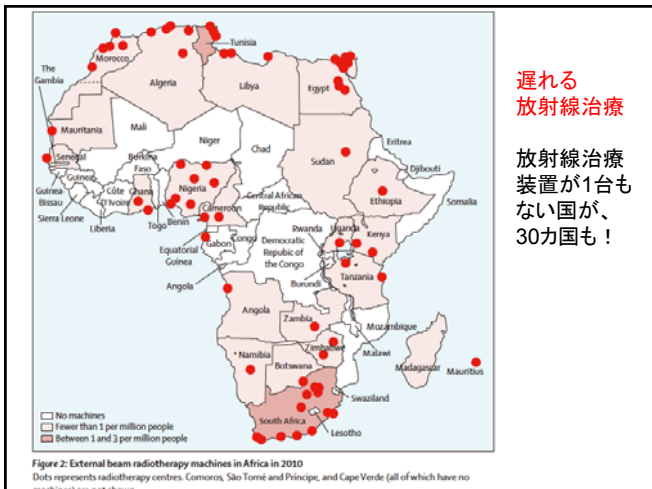 Tunisia
Morocco
The
Gambia
Algeria
Libya
Egypt
Mauritania
Mali
Niger
Chad
Eritrea
Senegal
Burkina
Faso
Sudan
Djibouti
Guinea
Nigeria
Guinea-
Bissau
Côte
D'Ivoire
Ghana
Central African
Republic
Ethiopia
Somalia
Sierra Leone
Liberia
Togo
Benin
Cameroon
Equatorial
Guinea
Gabon
Congo
Democratic
Republic of
the Congo
Rwanda
Uganda
Kenya
Burundi
Tanzania
Angola
Angola
Zambia
Mozambique
Malawi
Zimbabwe
Namibia
Botswana
Madagascar
Mauritius
Swaziland
South Africa
Lesotho
No machines
Fewer than 1 per million people
Between 1 and 3 per million people
Figure 2: External beam radiotherapy machines in Africa in 2010
Dots represents radiotherapy centres. Comoros, São Tomé and Príncipe, and Cape Verde (all of which have no
遅れる
放射線治療
放射線治療
装置が1台も
ない国が、
30カ国も！